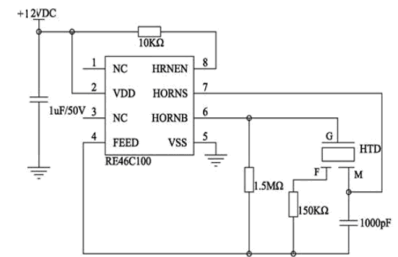 +12VDC
10KΩ
1 NC HRNEN 8
2 VDD HORNS 7
1uF/50V
3 NC HORNB 6
4 FEED VSS 5
RE46C100
G
HTD
F M
1.5MΩ
150KΩ
1000pF